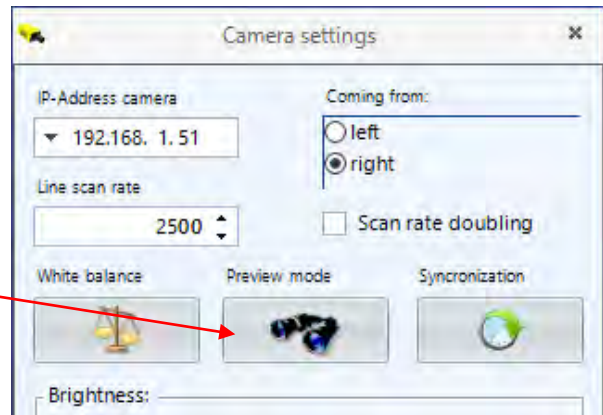 Camera settings
IP-Address camera
192.168. 1. 51
Coming from:
left
right
Line scan rate
2500
Scan rate doubling
White balance
Preview mode
Syncronization
Brightness: